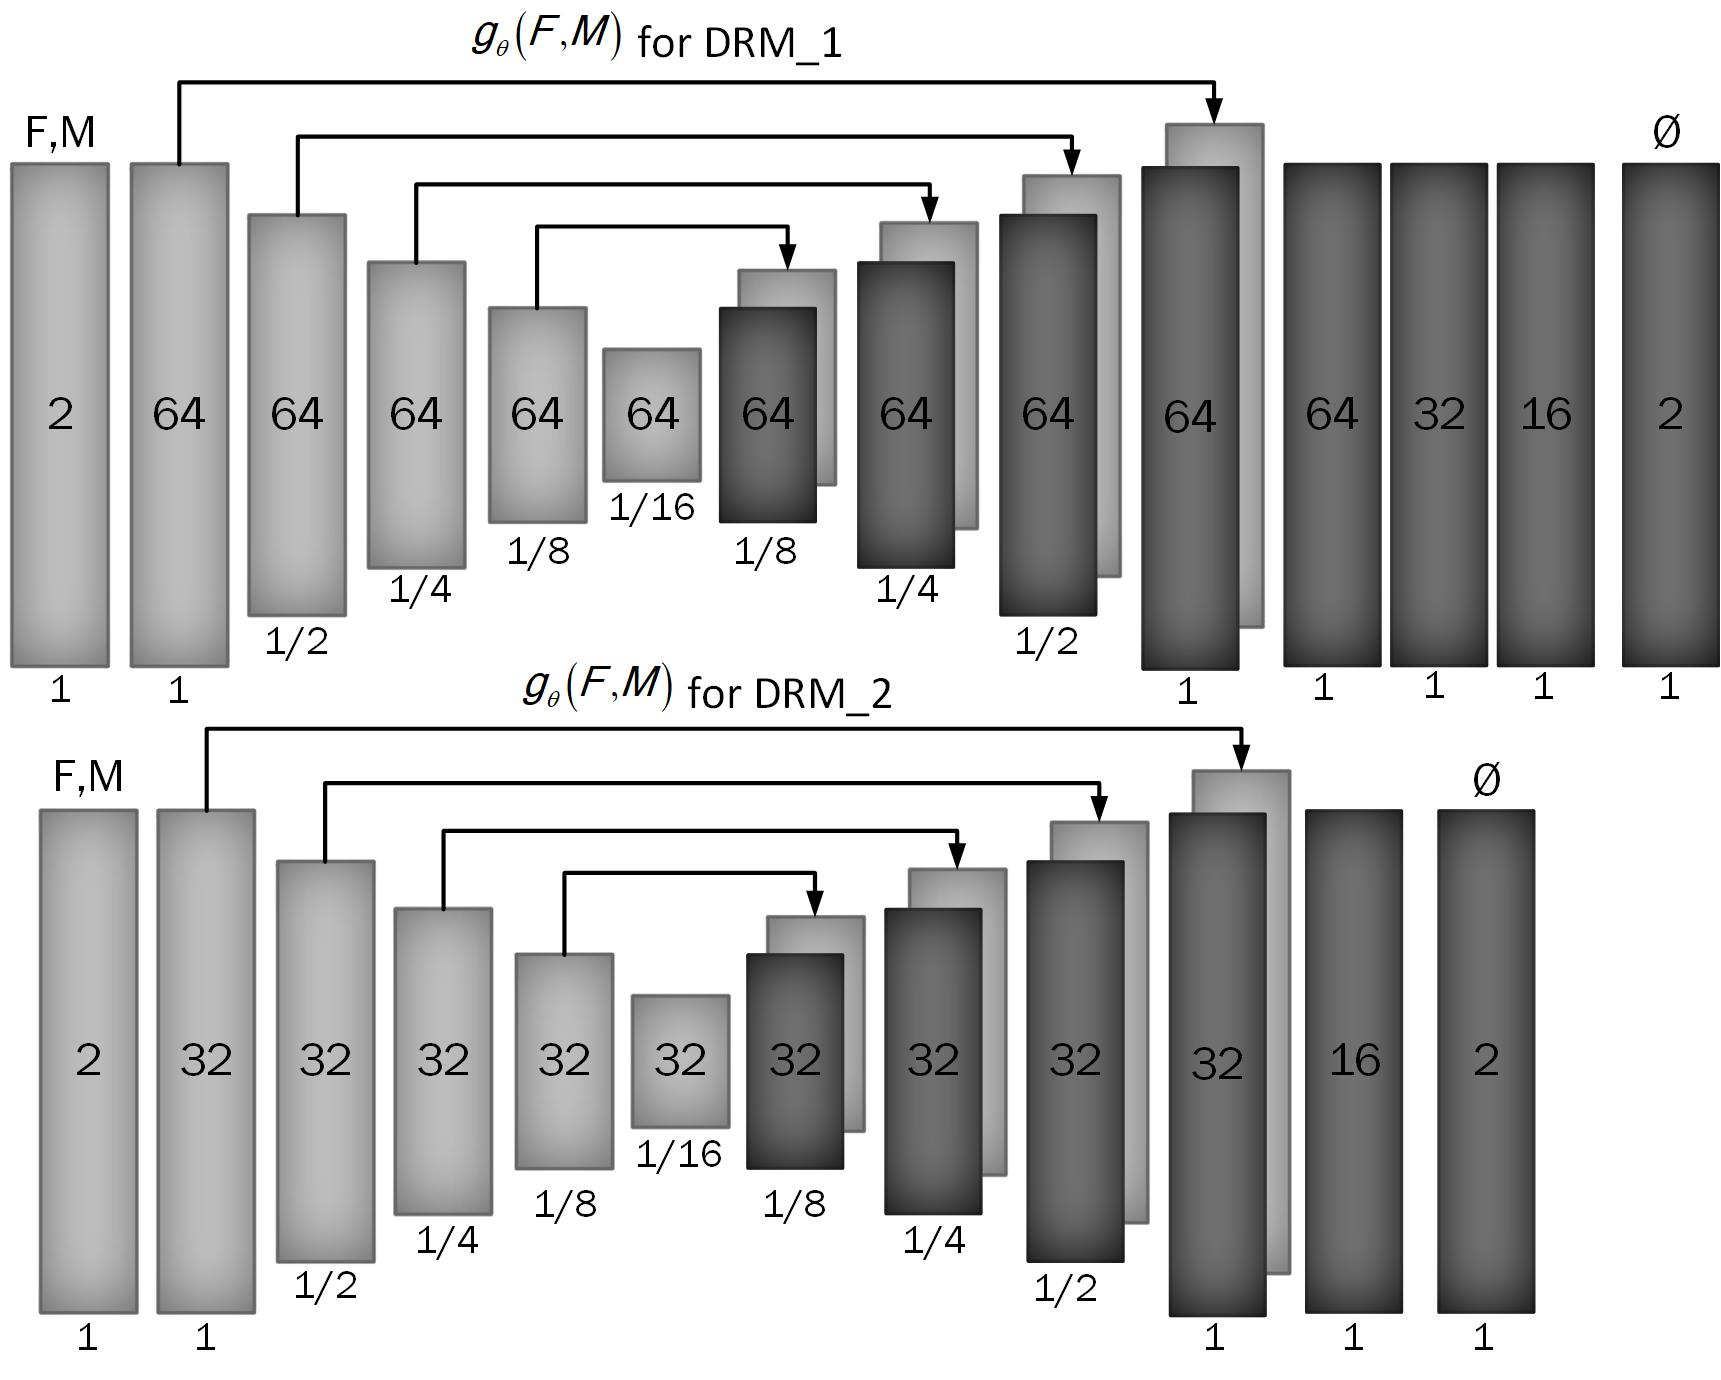 gθ(F,M) for DRM_1
F,M
Ø
2 64 64 64 64 64 64 64 64 64 64 32 16 2
1/16
1/8 1/8
1/4 1/4
1/2 1/2
1 1 1 1 1 1 1
gθ(F,M) for DRM_2
F,M
Ø
2 32 32 32 32 32 32 32 32 32 16 2
1/16
1/8 1/8
1/4 1/4
1/2 1/2
1 1 1 1 1